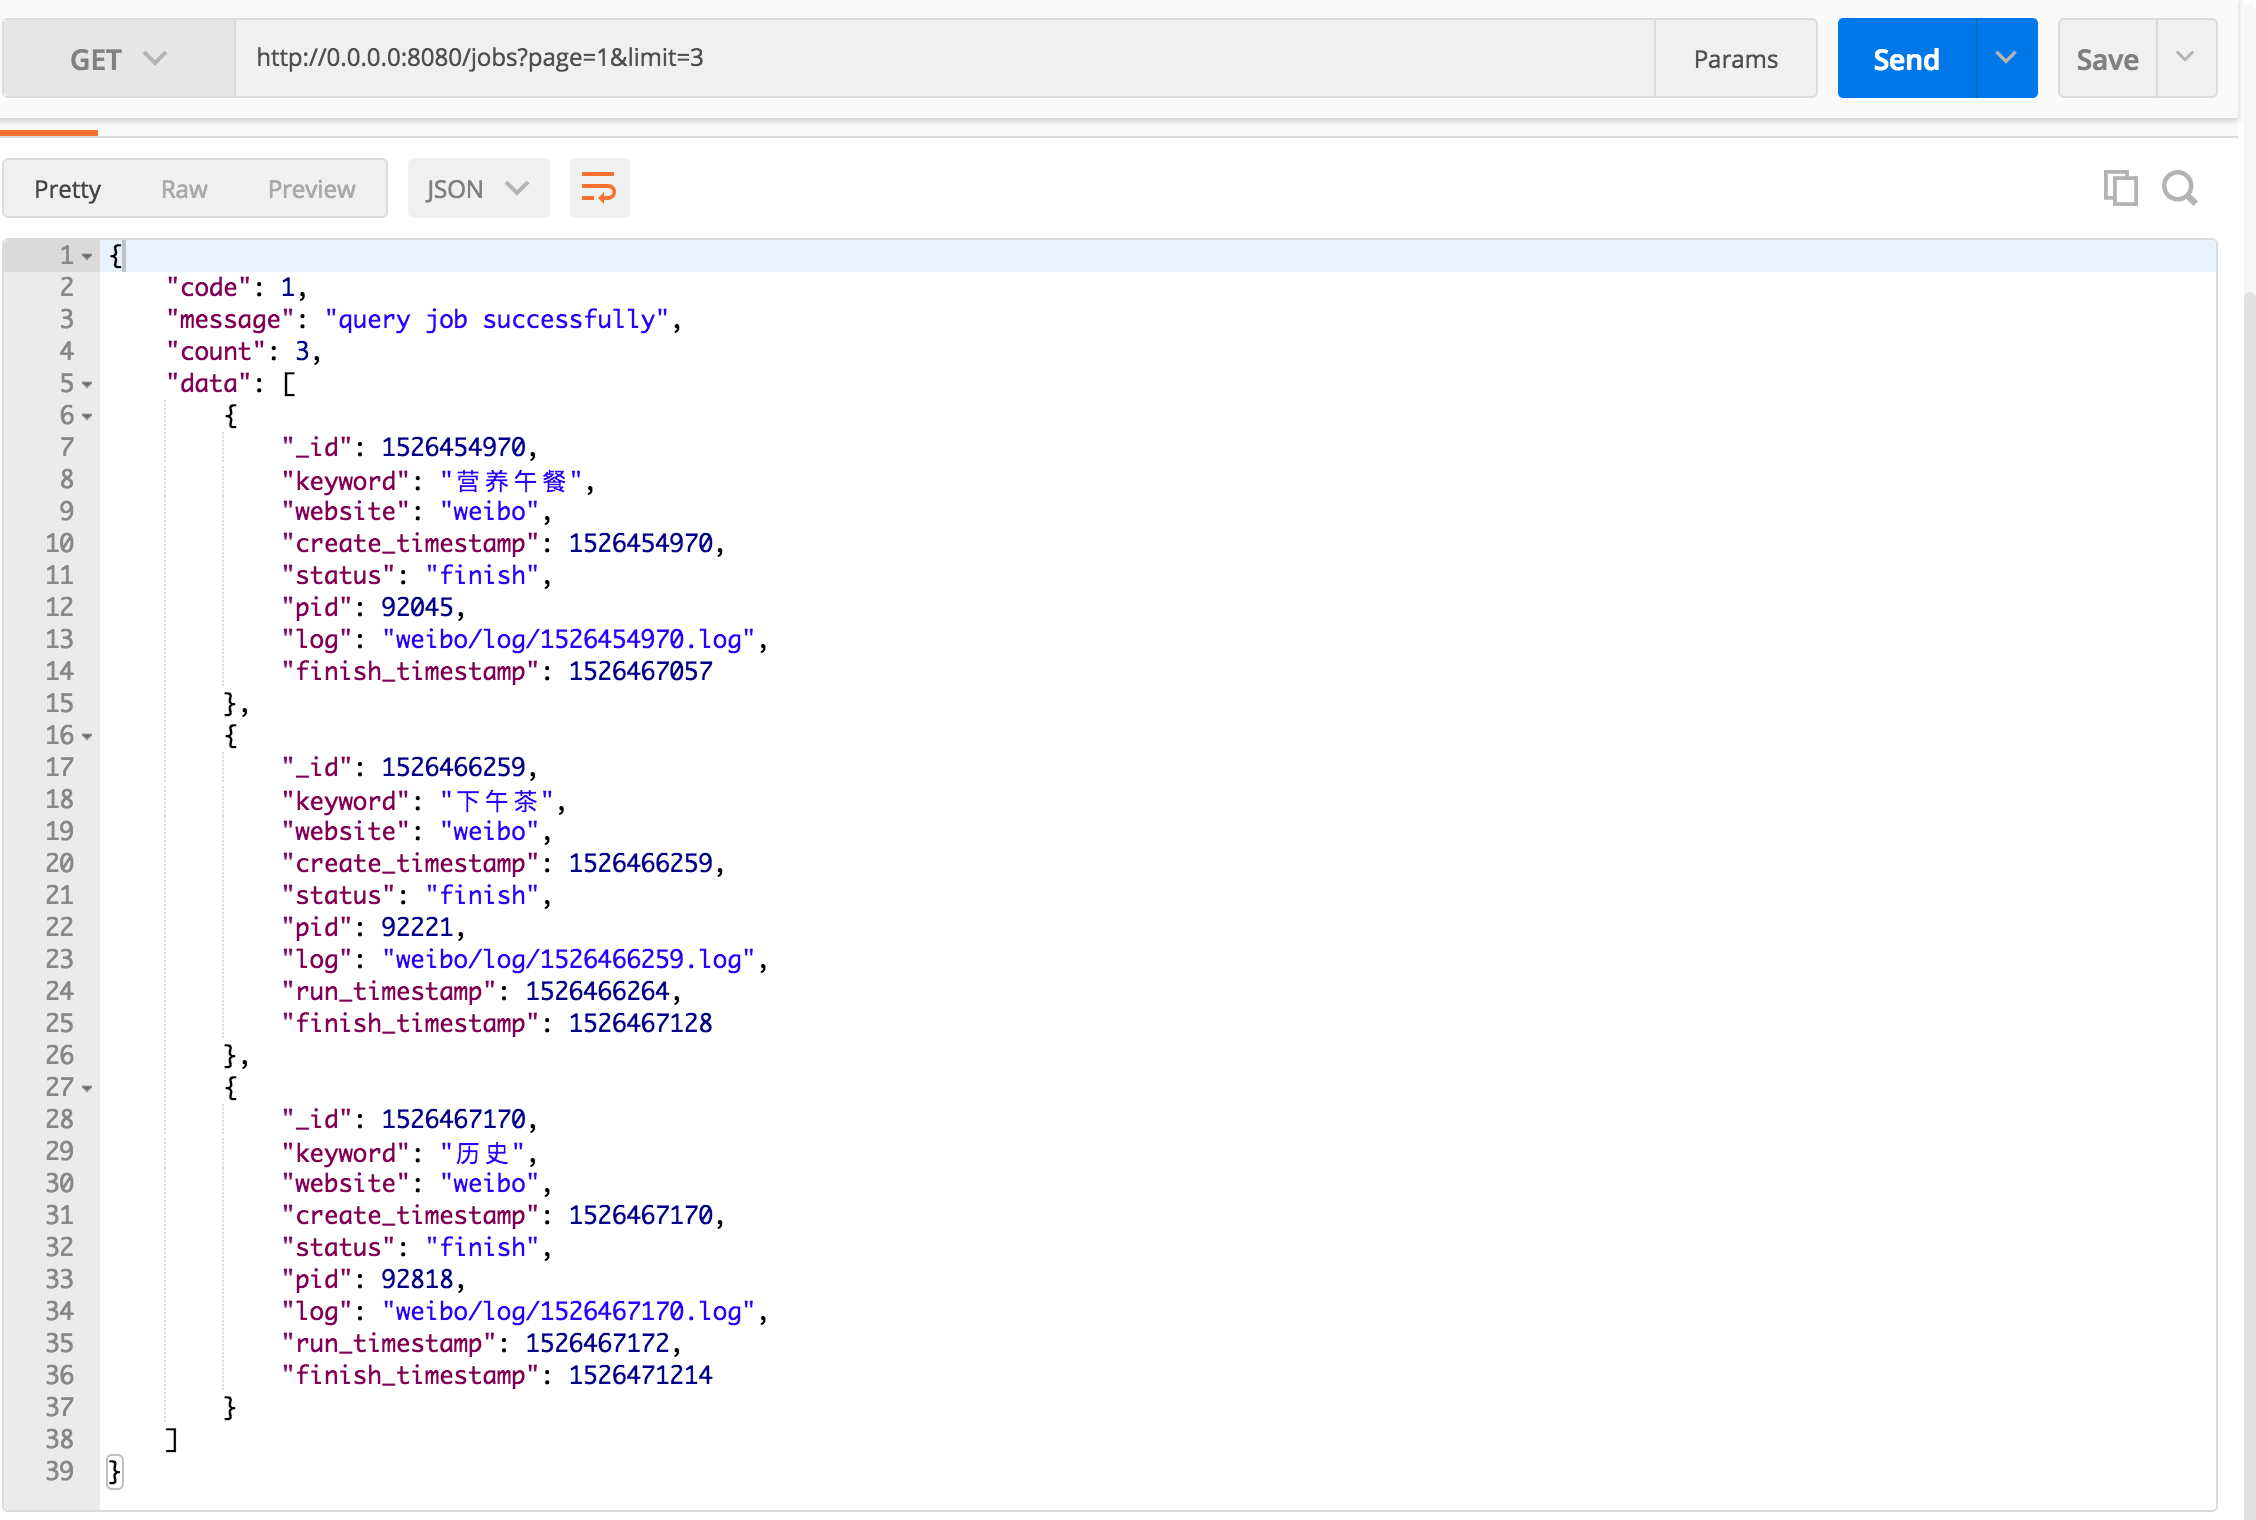 GET http://0.0.0.0:8080/jobs?page=1&limit=3 Params Send Save
Pretty Raw Preview JSON
1 {
2 "code": 1,
3 "message": "query job successfully",
4 "count": 3,
5 "data": [
6 {
7 "_id": 1526454970,
8 "keyword": "营养午餐",
9 "website": "weibo",
10 "create_timestamp": 1526454970,
11 "status": "finish",
12 "pid": 92045,
13 "log": "weibo/log/1526454970.log",
14 "finish_timestamp": 1526467057
15 },
16 {
17 "_id": 1526466259,
18 "keyword": "下午茶",
19 "website": "weibo",
20 "create_timestamp": 1526466259,
21 "status": "finish",
22 "pid": 92221,
23 "log": "weibo/log/1526466259.log",
24 "run_timestamp": 1526466264,
25 "finish_timestamp": 1526467128
26 },
27 {
28 "_id": 1526467170,
29 "keyword": "历史",
30 "website": "weibo",
31 "create_timestamp": 1526467170,
32 "status": "finish",
33 "pid": 92818,
34 "log": "weibo/log/1526467170.log",
35 "run_timestamp": 1526467172,
36 "finish_timestamp": 1526471214
37 }
38 ]
39 }